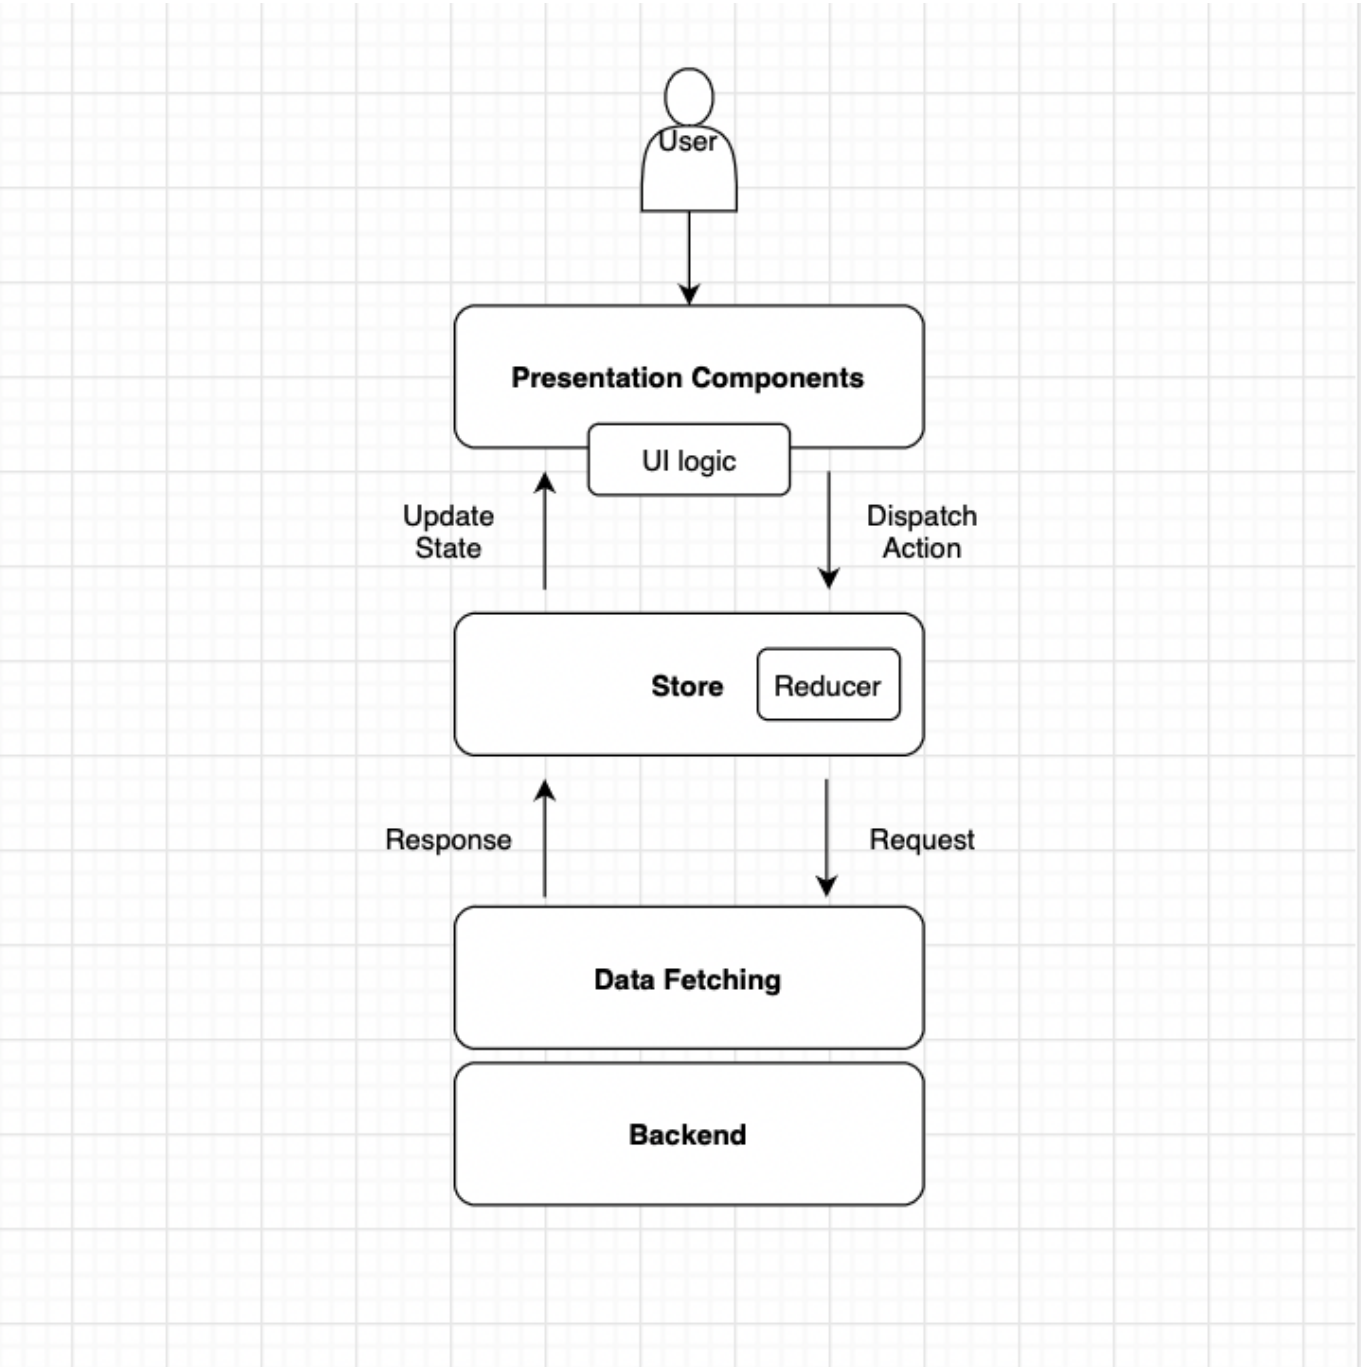 User
Presentation Components
UI logic
Update
State
Dispatch
Action
Store
Reducer
Response
Request
Data Fetching
Backend